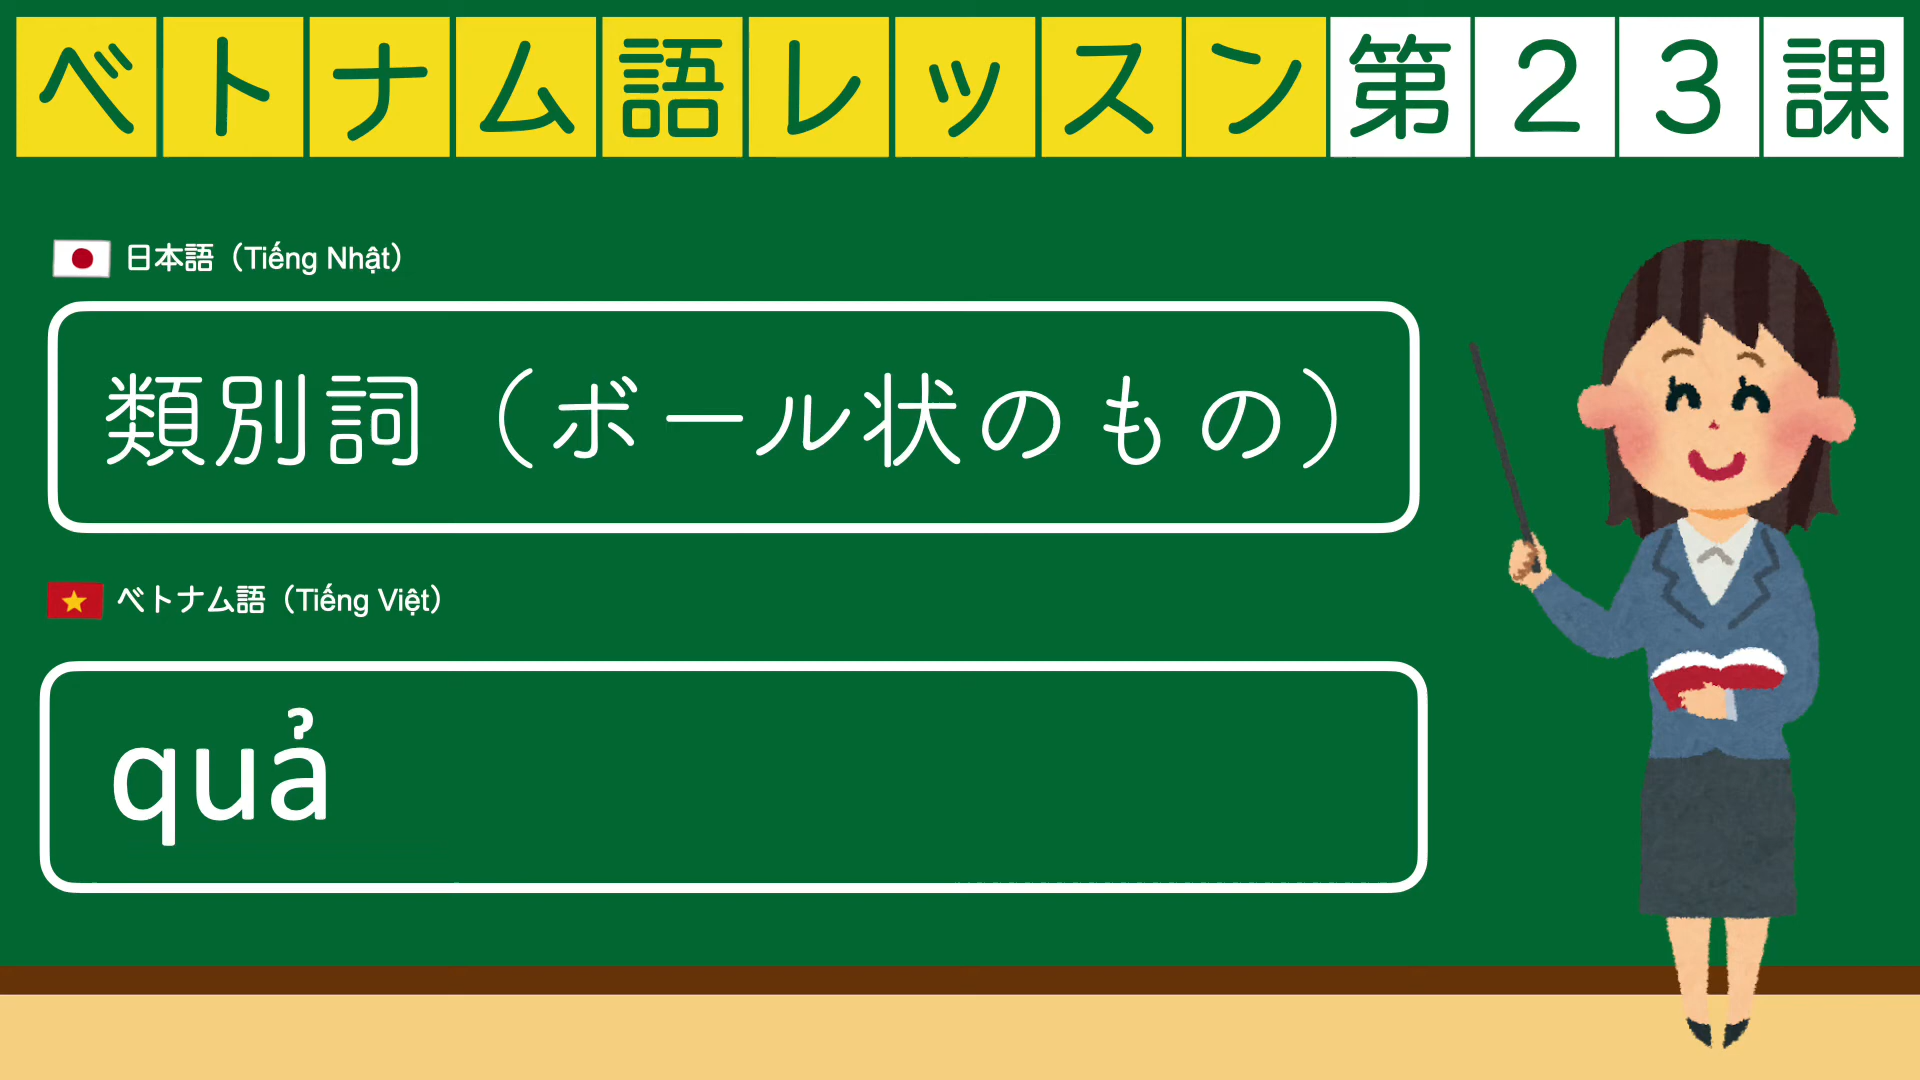 ベトナム語レッスン第２３課
日本語（Tiếng Nhật）
類別詞（ボール状のもの）
ベトナム語（Tiếng Việt）
quả